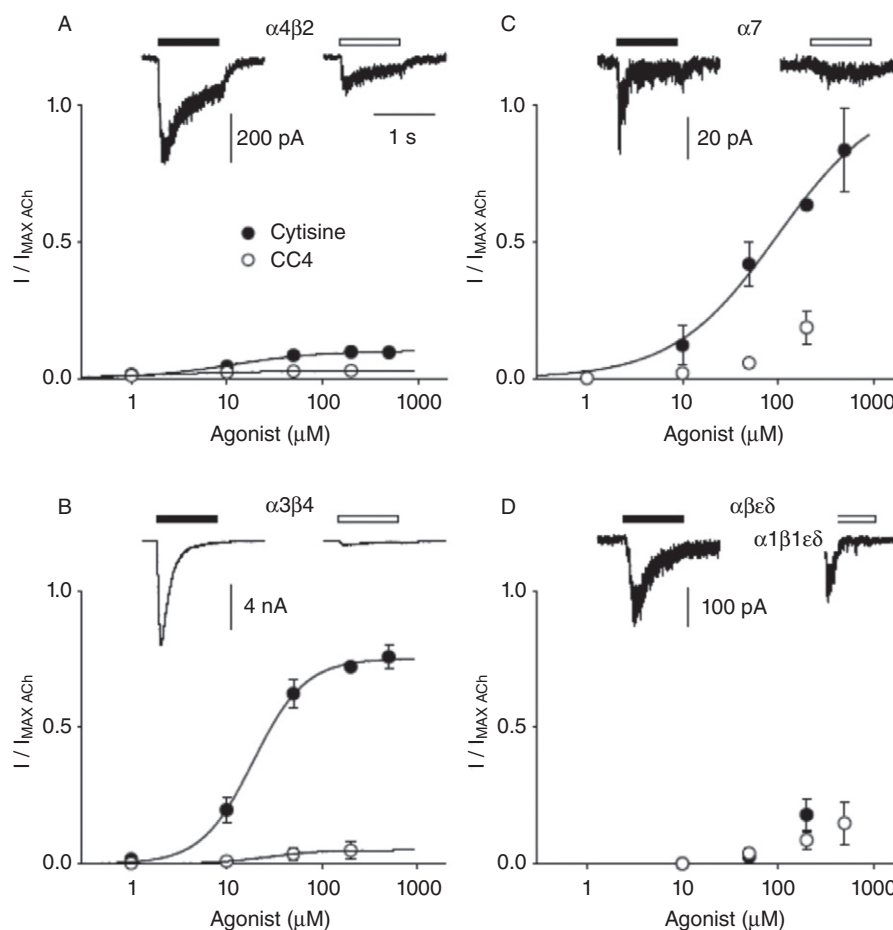 A
α4β2
200 pA
1 s
1.0
0.5
0.0
I / I_MAX ACh
Cytisine
CC4
1 10 100 1000
Agonist (μM)
C
α7
20 pA
1.0
0.5
0.0
I / I_MAX ACh
1 10 100 1000
Agonist (μM)
B
α3β4
4 nA
1.0
0.5
0.0
I / I_MAX ACh
1 10 100 1000
Agonist (μM)
D
αβεδ
α1β1εδ
100 pA
1.0
0.5
0.0
I / I_MAX ACh
1 10 100 1000
Agonist (μM)